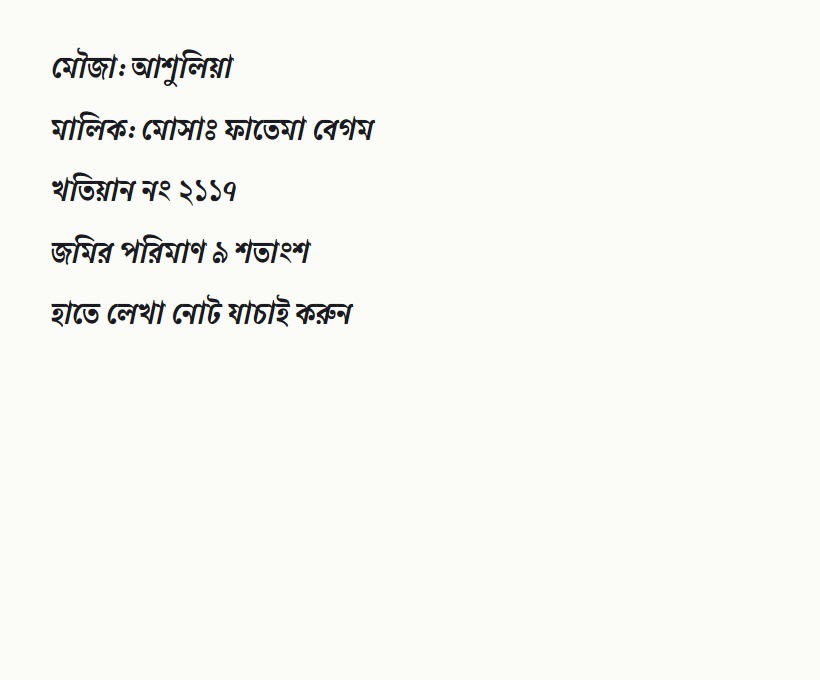 মৌজা: আশুলিয়া
মালিক: মোসাঃ ফাতেমা বেগম
খতিয়ান নং ২১১৭
জমির পরিমাণ ৯ শতাংশ
হাতে লেখা নোট যাচাই করুন